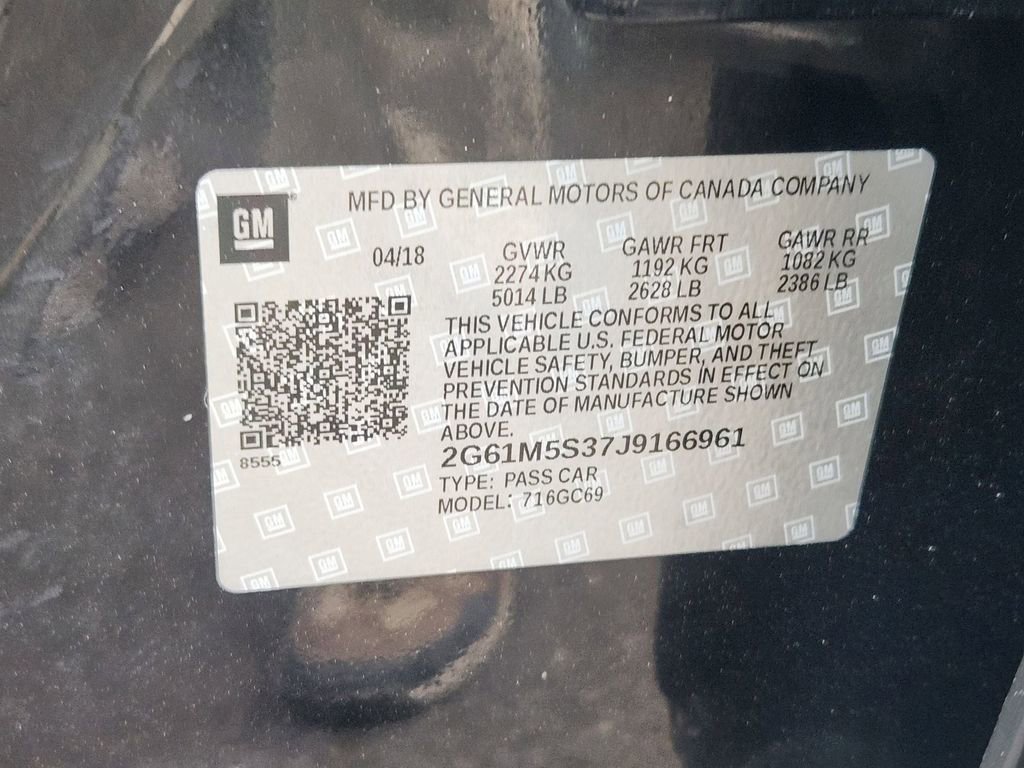 GM
MFD BY GENERAL MOTORS OF CANADA COMPANY
04/18
GVWR GAWR FRT GAWR RR
2274 KG 1192 KG 1082 KG
5014 LB 2628 LB 2386 LB
THIS VEHICLE CONFORMS TO ALL
APPLICABLE U.S. FEDERAL MOTOR
VEHICLE SAFETY, BUMPER, AND THEFT
PREVENTION STANDARDS IN EFFECT ON
THE DATE OF MANUFACTURE SHOWN
ABOVE.
2G61M5S37J9166961
8555
TYPE: PASS CAR
MODEL: 716GC69